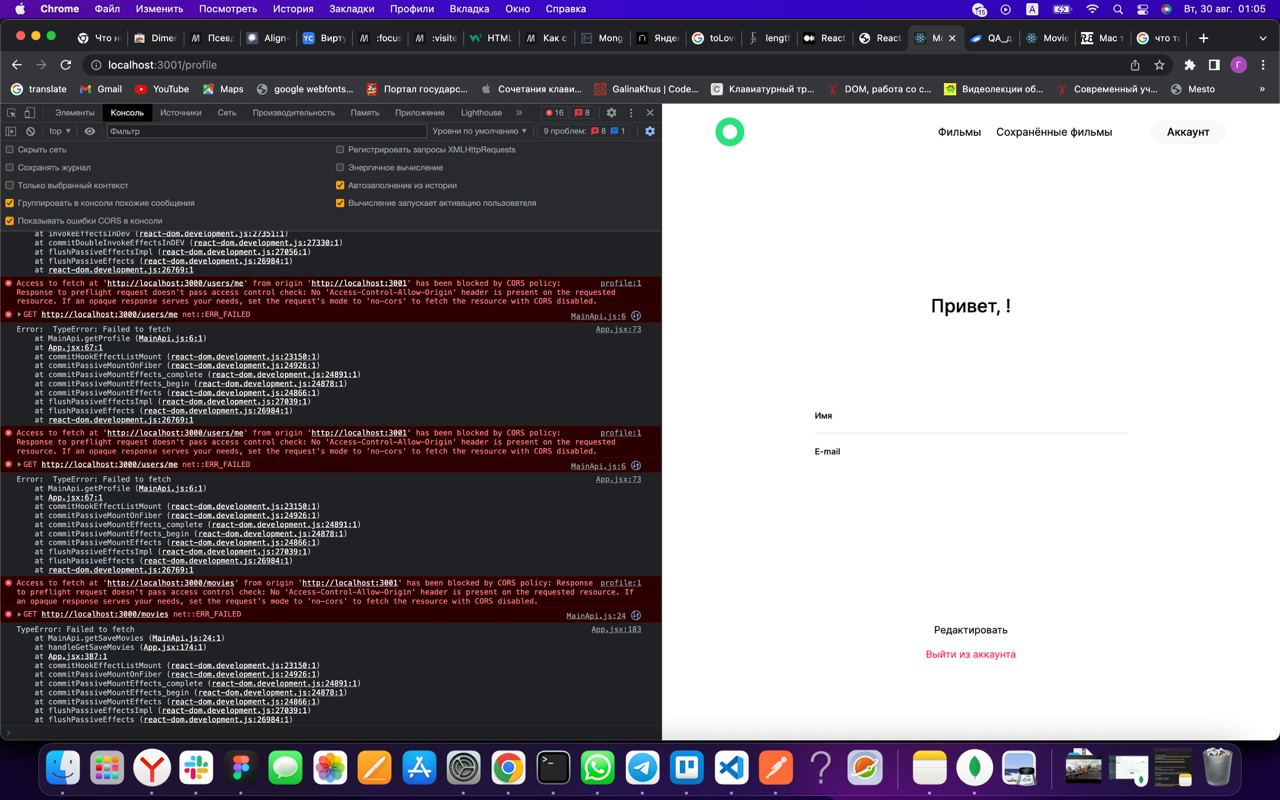 Chrome Файл Изменить Посмотреть История Закладки Профили Вкладка Окно Справка 15 A Вт, 30 авг. 01:05
Что н Dimer Псевд Align- YC Вирту :focus :visite HTML Как с Mong Яндек toLow length React React Mo QA_д Movie Мас т что та
localhost:3001/profile Г
translate Gmail YouTube Maps google webfonts... Портал государс... Сочетания клави... GalinaKhus | Code... Клавиатурный тр... DOM, работа со с... Видеолекции об... Современный уч... Mesto »
Элементы Консоль Источники Сеть Производительность Память Приложение Lighthouse » 16 8
top ▼ Фильтр Уровни по умолчанию ▼ 9 проблем: 8 1
Скрыть сеть Регистрировать запросы XMLHttpRequests
Сохранять журнал Энергичное вычисление
Только выбранный контекст Автозаполнение из истории
Группировать в консоли похожие сообщения Вычисление запускает активацию пользователя
Показывать ошибки CORS в консоли
at invokeEffectsInDev (react-dom.development.js:27351:1)
at commitDoubleInvokeEffectsInDEV (react-dom.development.js:27330:1)
at flushPassiveEffectsImpl (react-dom.development.js:27056:1)
at flushPassiveEffects (react-dom.development.js:26984:1)
at react-dom.development.js:26769:1
Access to fetch at 'http://localhost:3000/users/me' from origin 'http://localhost:3001' has been blocked by CORS policy: profile:1
Response to preflight request doesn't pass access control check: No 'Access-Control-Allow-Origin' header is present on the requested
resource. If an opaque response serves your needs, set the request's mode to 'no-cors' to fetch the resource with CORS disabled.
GET http://localhost:3000/users/me net::ERR_FAILED MainApi.js:6
Error: TypeError: Failed to fetch App.jsx:73
at MainApi.getProfile (MainApi.js:6:1)
at App.jsx:67:1
at commitHookEffectListMount (react-dom.development.js:23150:1)
at commitPassiveMountOnFiber (react-dom.development.js:24926:1)
at commitPassiveMountEffects_complete (react-dom.development.js:24891:1)
at commitPassiveMountEffects_begin (react-dom.development.js:24878:1)
at commitPassiveMountEffects (react-dom.development.js:24866:1)
at flushPassiveEffectsImpl (react-dom.development.js:27039:1)
at flushPassiveEffects (react-dom.development.js:26984:1)
at react-dom.development.js:26769:1
Access to fetch at 'http://localhost:3000/users/me' from origin 'http://localhost:3001' has been blocked by CORS policy: profile:1
Response to preflight request doesn't pass access control check: No 'Access-Control-Allow-Origin' header is present on the requested
resource. If an opaque response serves your needs, set the request's mode to 'no-cors' to fetch the resource with CORS disabled.
GET http://localhost:3000/users/me net::ERR_FAILED MainApi.js:6
Error: TypeError: Failed to fetch App.jsx:73
at MainApi.getProfile (MainApi.js:6:1)
at App.jsx:67:1
at commitHookEffectListMount (react-dom.development.js:23150:1)
at commitPassiveMountOnFiber (react-dom.development.js:24926:1)
at commitPassiveMountEffects_complete (react-dom.development.js:24891:1)
at commitPassiveMountEffects_begin (react-dom.development.js:24878:1)
at commitPassiveMountEffects (react-dom.development.js:24866:1)
at flushPassiveEffectsImpl (react-dom.development.js:27039:1)
at flushPassiveEffects (react-dom.development.js:26984:1)
at react-dom.development.js:26769:1
Access to fetch at 'http://localhost:3000/movies' from origin 'http://localhost:3001' has been blocked by CORS policy: Response profile:1
to preflight request doesn't pass access control check: No 'Access-Control-Allow-Origin' header is present on the requested resource. If
an opaque response serves your needs, set the request's mode to 'no-cors' to fetch the resource with CORS disabled.
GET http://localhost:3000/movies net::ERR_FAILED MainApi.js:24
TypeError: Failed to fetch App.jsx:183
at MainApi.getSaveMovies (MainApi.js:24:1)
at handleGetSaveMovies (App.jsx:174:1)
at App.jsx:387:1
at commitHookEffectListMount (react-dom.development.js:23150:1)
at commitPassiveMountOnFiber (react-dom.development.js:24926:1)
at commitPassiveMountEffects_complete (react-dom.development.js:24891:1)
at commitPassiveMountEffects_begin (react-dom.development.js:24878:1)
at commitPassiveMountEffects (react-dom.development.js:24866:1)
at flushPassiveEffectsImpl (react-dom.development.js:27039:1)
at flushPassiveEffects (react-dom.development.js:26984:1)
Фильмы Сохранённые фильмы Аккаунт
Привет, !
Имя
E-mail
Редактировать
Выйти из аккаунта